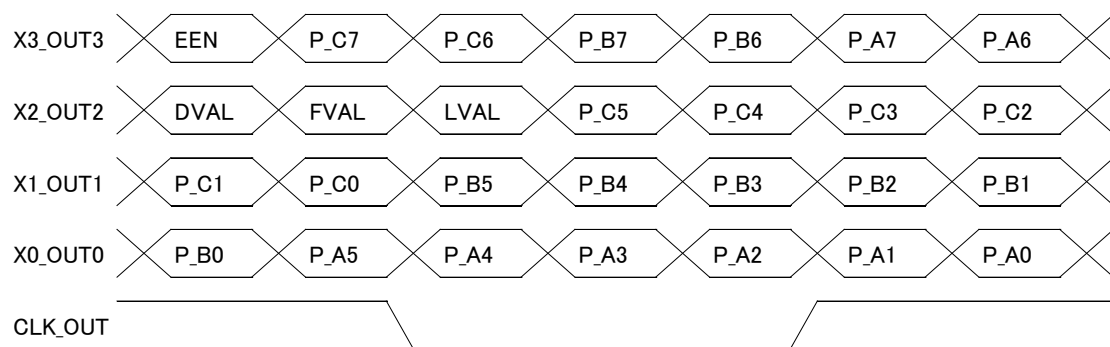 X3_OUT3 EEN P_C7 P_C6 P_B7 P_B6 P_A7 P_A6
X2_OUT2 DVAL FVAL LVAL P_C5 P_C4 P_C3 P_C2
X1_OUT1 P_C1 P_C0 P_B5 P_B4 P_B3 P_B2 P_B1
X0_OUT0 P_B0 P_A5 P_A4 P_A3 P_A2 P_A1 P_A0
CLK_OUT